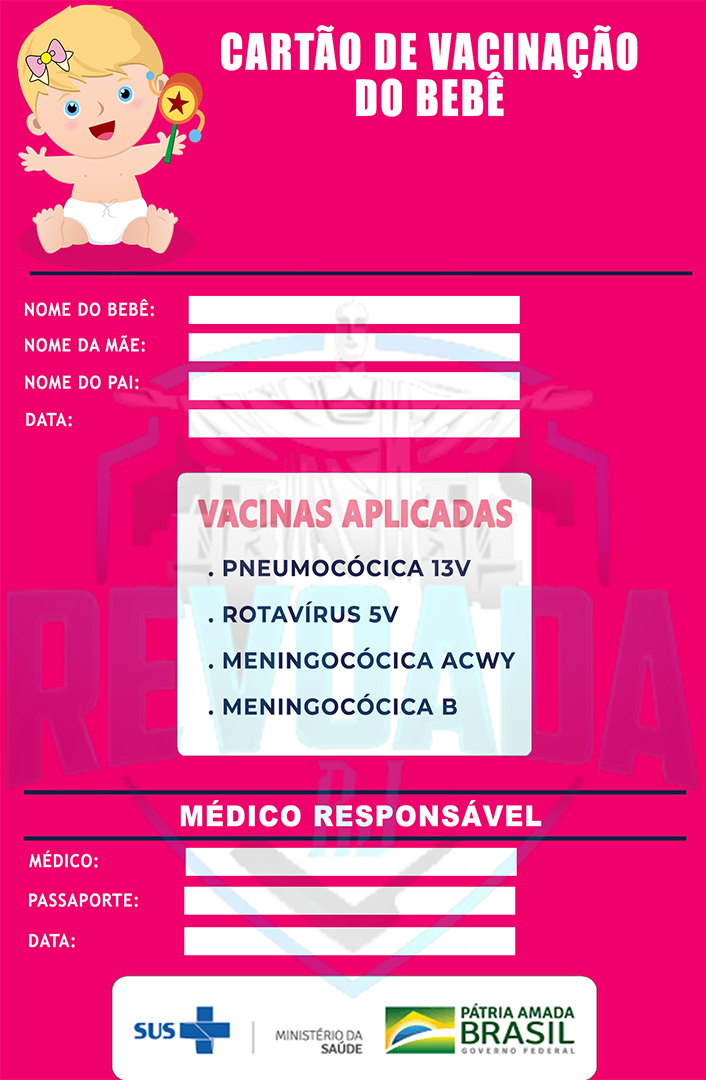 CARTÃO DE VACINAÇÃO
DO BEBÊ
NOME DO BEBÊ:
NOME DA MÃE:
NOME DO PAI:
DATA:
VACINAS APLICADAS
. PNEUMOCÓCICA 13V
. ROTAVÍRUS 5V
. MENINGOCÓCICA ACWY
. MENINGOCÓCICA B
REVOADA
RJ
MÉDICO RESPONSÁVEL
MÉDICO:
PASSAPORTE:
DATA:
SUS
MINISTÉRIO DA
SAÚDE
PÁTRIA AMADA
BRASIL
GOVERNO FEDERAL